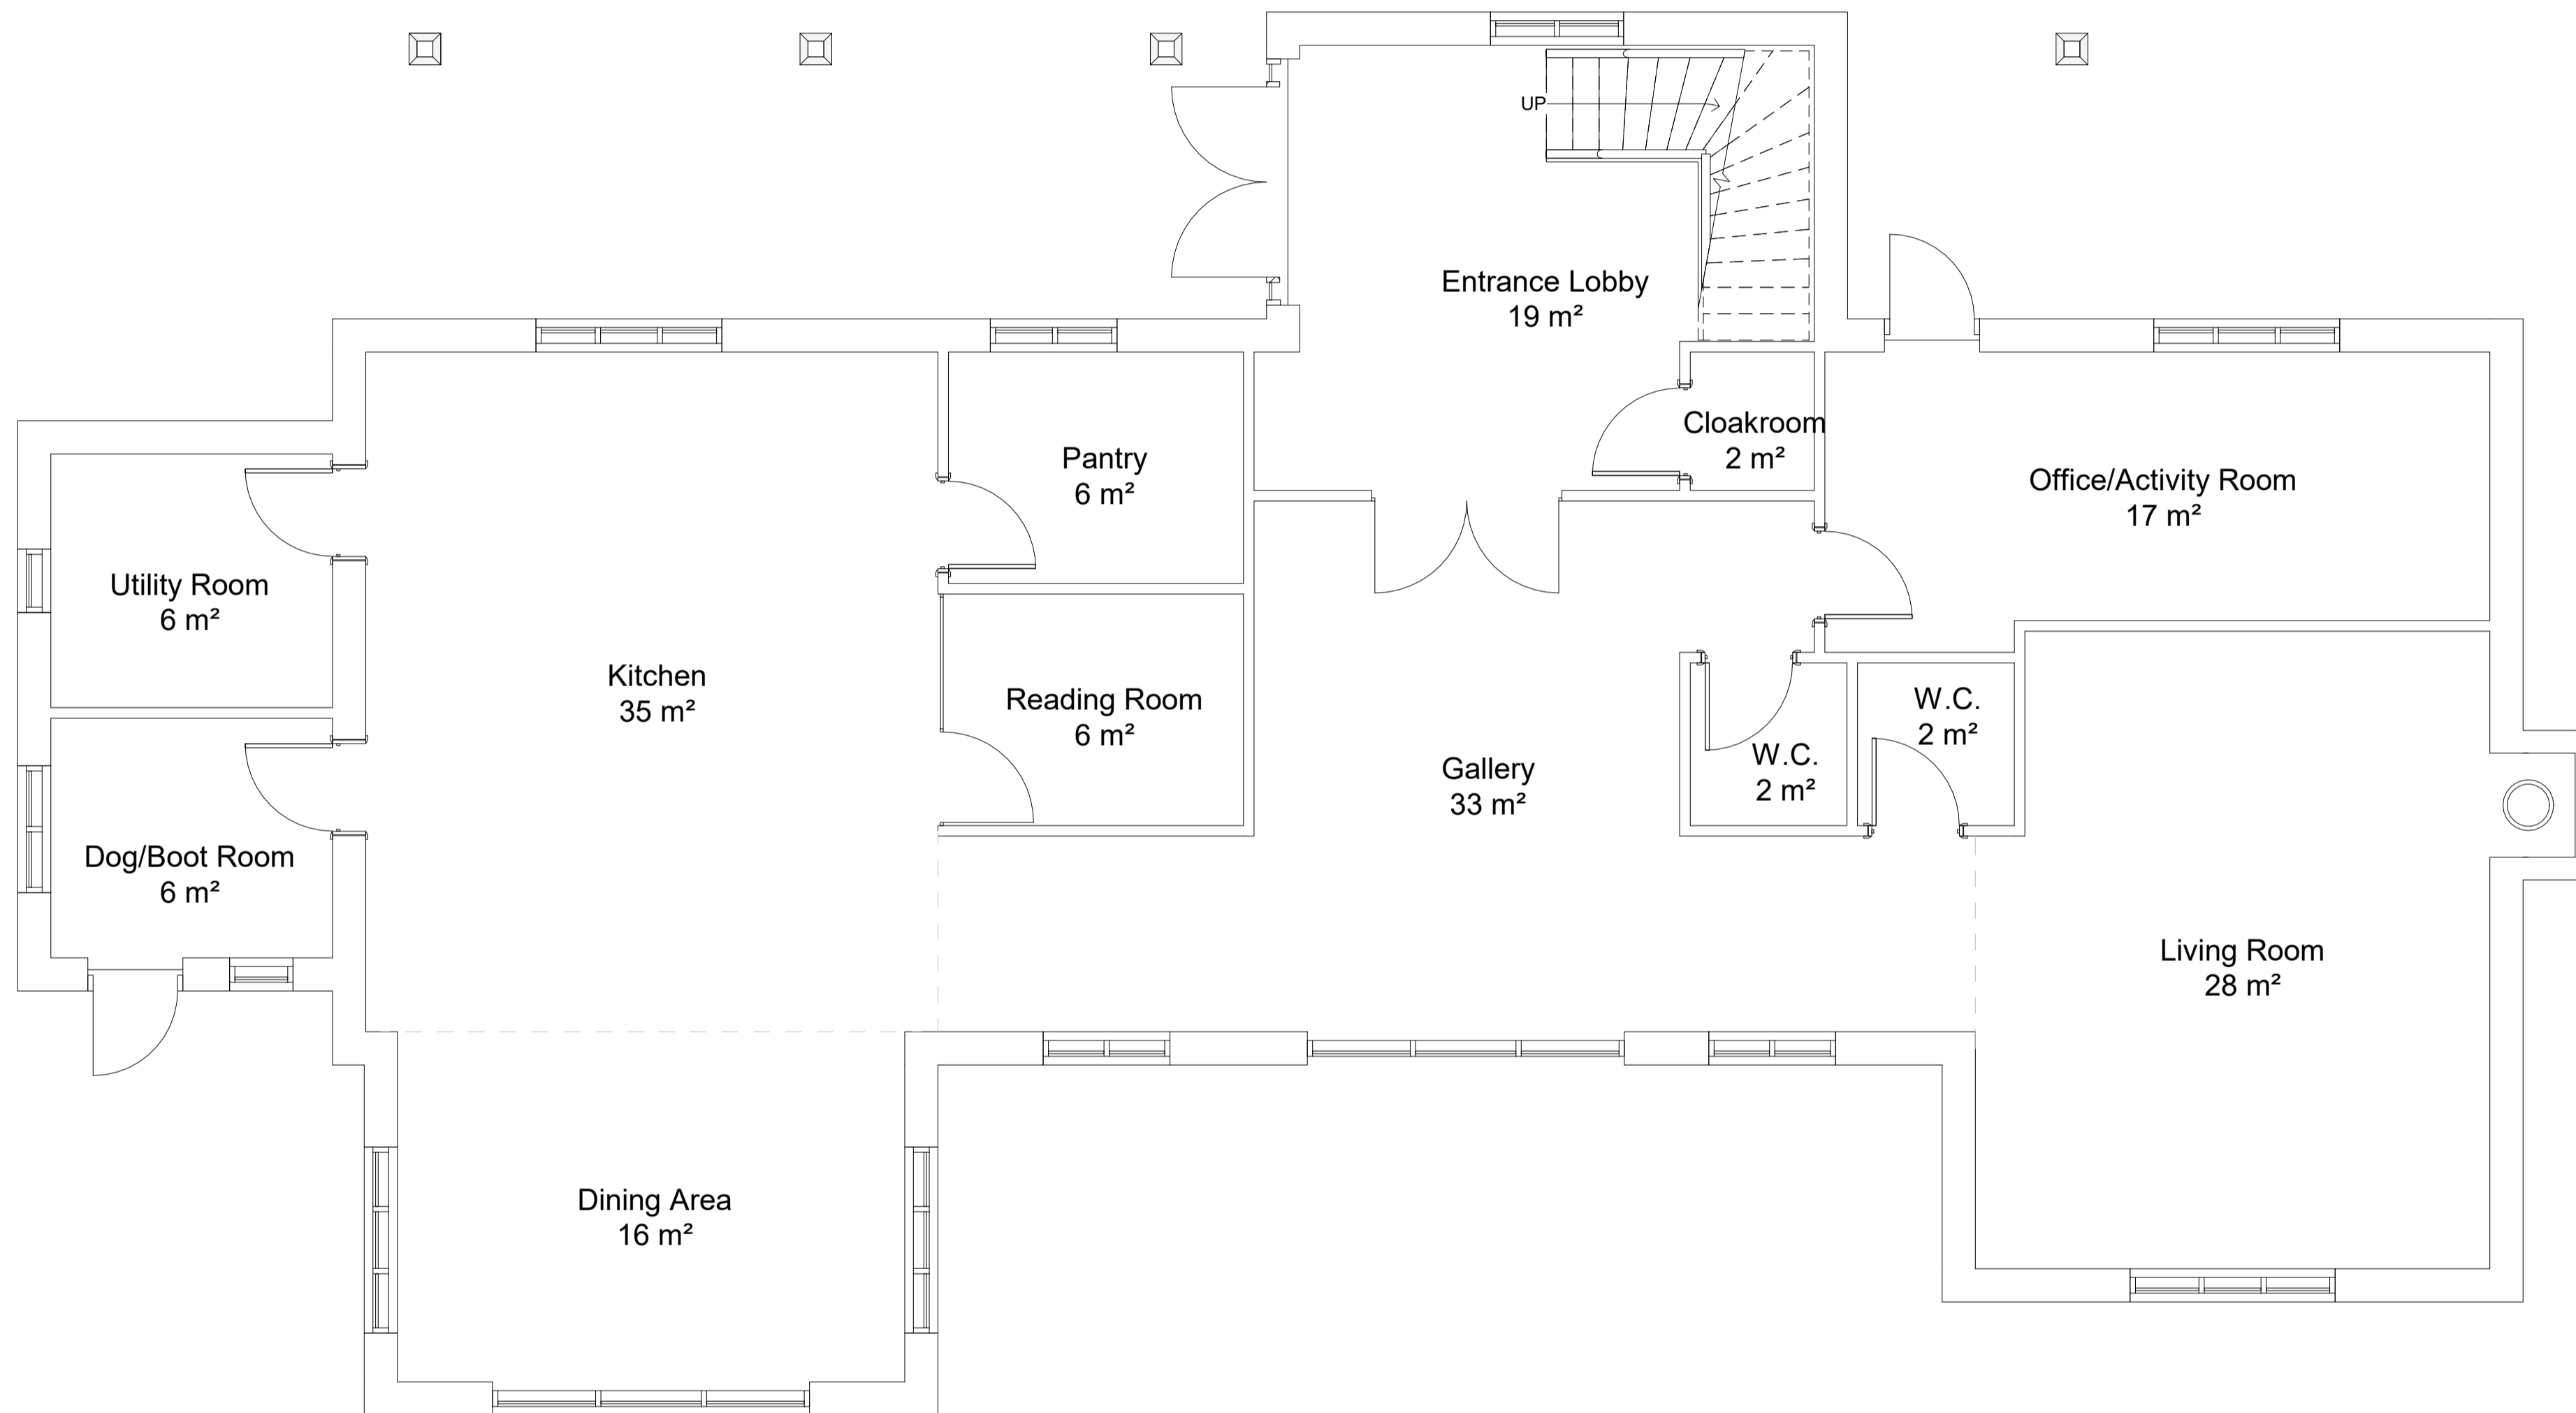 UP
Entrance Lobby
19 m²
Cloakroom
2 m²
Pantry
6 m²
Office/Activity Room
17 m²
Utility Room
6 m²
Kitchen
35 m²
Reading Room
6 m²
W.C.
2 m²
W.C.
2 m²
Gallery
33 m²
Dog/Boot Room
6 m²
Living Room
28 m²
Dining Area
16 m²